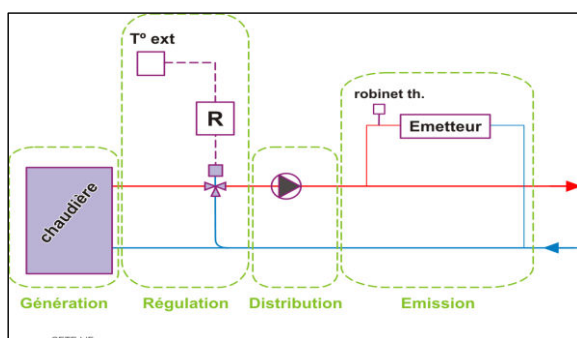 T° ext
robinet th.
R
Emetteur
chaudière
Génération
Régulation
Distribution
Emission